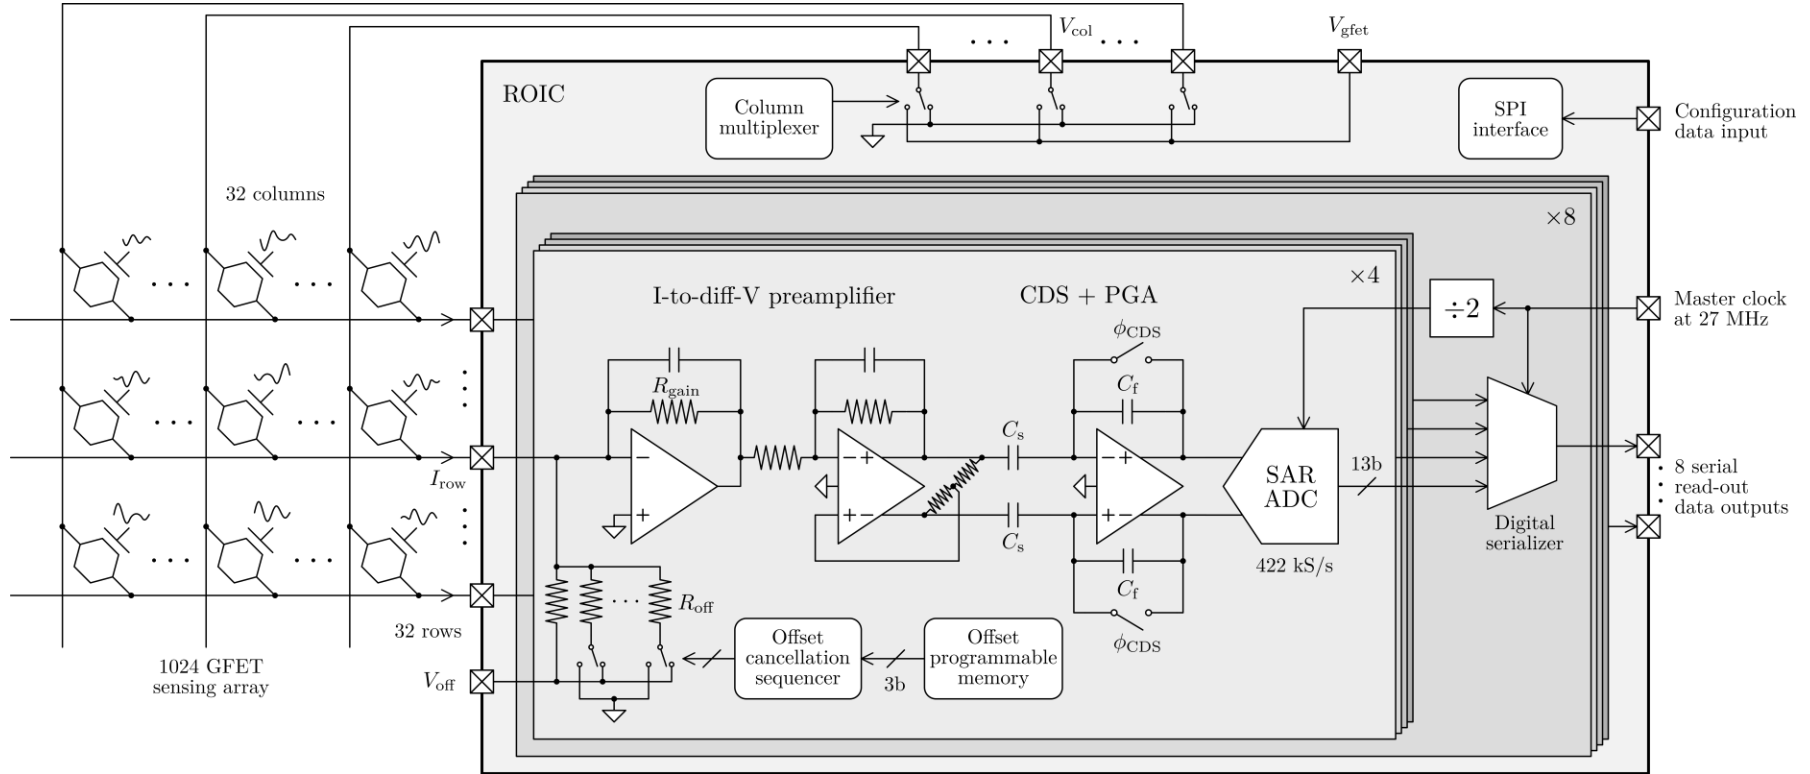 V_col
V_gfet
ROIC
Column
multiplexer
SPI
interface
Configuration
data input
32 columns
×8
×4
I-to-diff-V preamplifier
CDS + PGA
÷2
Master clock
at 27 MHz
ϕ_CDS
R_gain
C_f
C_s
I_row
− + − + − +
SAR
ADC
13b
8 serial
read-out
data outputs
+ + − + −
C_s
Digital
serializer
422 kS/s
C_f
R_off
32 rows
ϕ_CDS
Offset
cancellation
sequencer
3b
Offset
programmable
memory
1024 GFET
sensing array
V_off